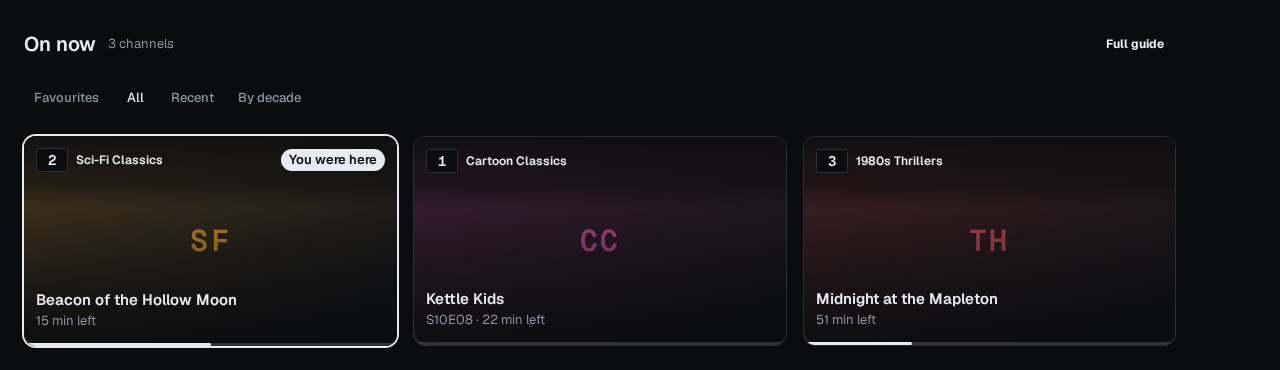 On now 3 channels Full guide
Favourites All Recent By decade
2 Sci-Fi Classics You were here
SF
Beacon of the Hollow Moon
15 min left
1 Cartoon Classics
CC
Kettle Kids
S10E08 · 22 min left
3 1980s Thrillers
TH
Midnight at the Mapleton
51 min left